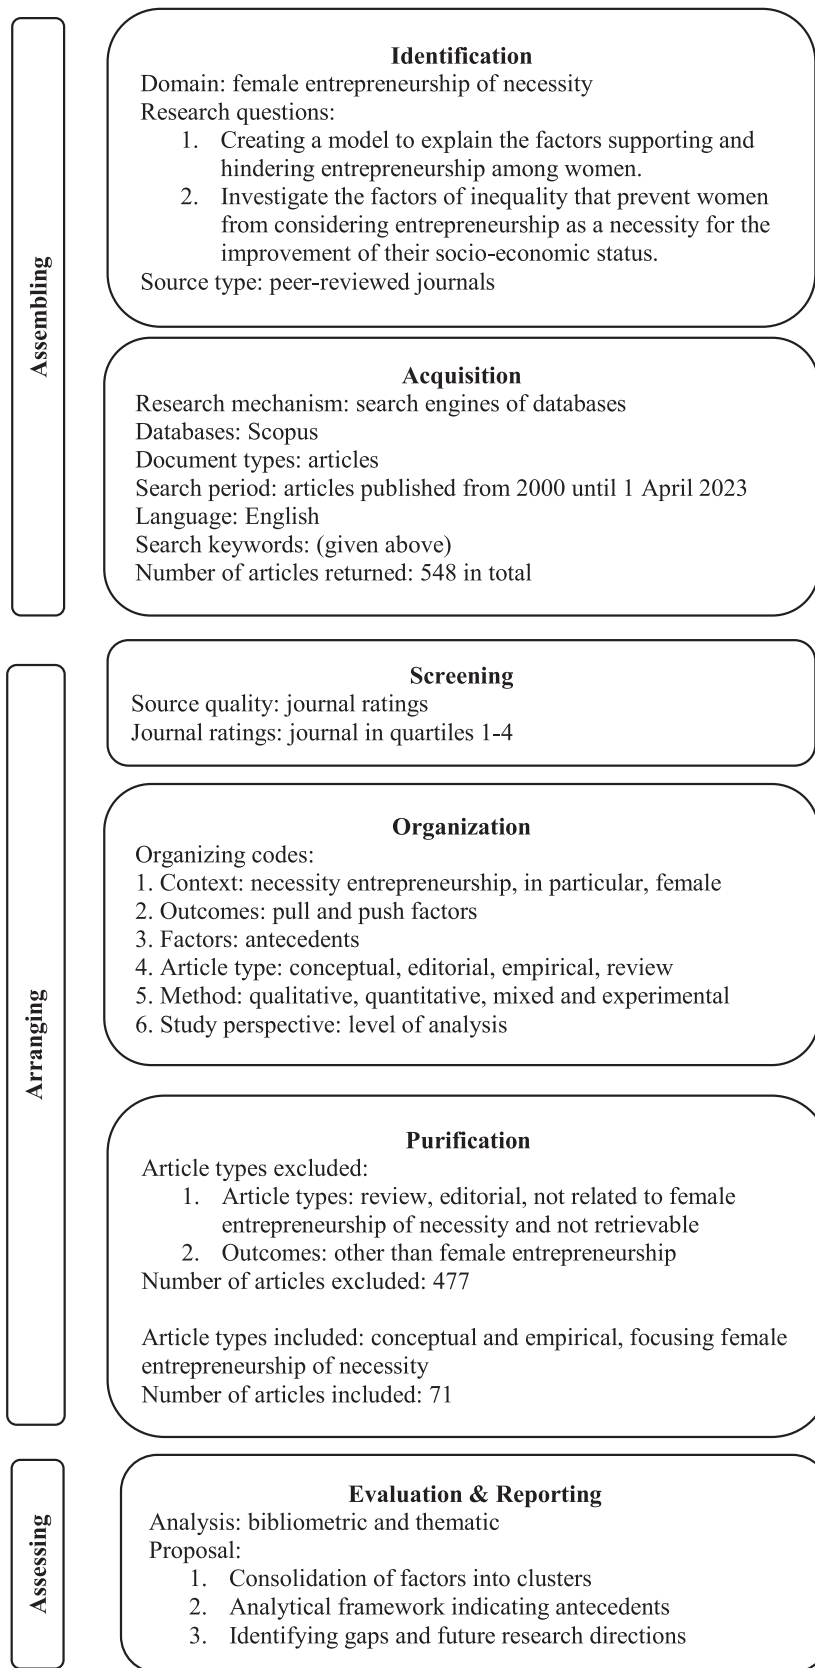 Assembling
Identification
Domain: female entrepreneurship of necessity
Research questions:
1. Creating a model to explain the factors supporting and
hindering entrepreneurship among women.
2. Investigate the factors of inequality that prevent women
from considering entrepreneurship as a necessity for the
improvement of their socio-economic status.
Source type: peer-reviewed journals
Acquisition
Research mechanism: search engines of databases
Databases: Scopus
Document types: articles
Search period: articles published from 2000 until 1 April 2023
Language: English
Search keywords: (given above)
Number of articles returned: 548 in total
Arranging
Screening
Source quality: journal ratings
Journal ratings: journal in quartiles 1-4
Organization
Organizing codes:
1. Context: necessity entrepreneurship, in particular, female
2. Outcomes: pull and push factors
3. Factors: antecedents
4. Article type: conceptual, editorial, empirical, review
5. Method: qualitative, quantitative, mixed and experimental
6. Study perspective: level of analysis
Purification
Article types excluded:
1. Article types: review, editorial, not related to female
entrepreneurship of necessity and not retrievable
2. Outcomes: other than female entrepreneurship
Number of articles excluded: 477
Article types included: conceptual and empirical, focusing female
entrepreneurship of necessity
Number of articles included: 71
Assessing
Evaluation & Reporting
Analysis: bibliometric and thematic
Proposal:
1. Consolidation of factors into clusters
2. Analytical framework indicating antecedents
3. Identifying gaps and future research directions